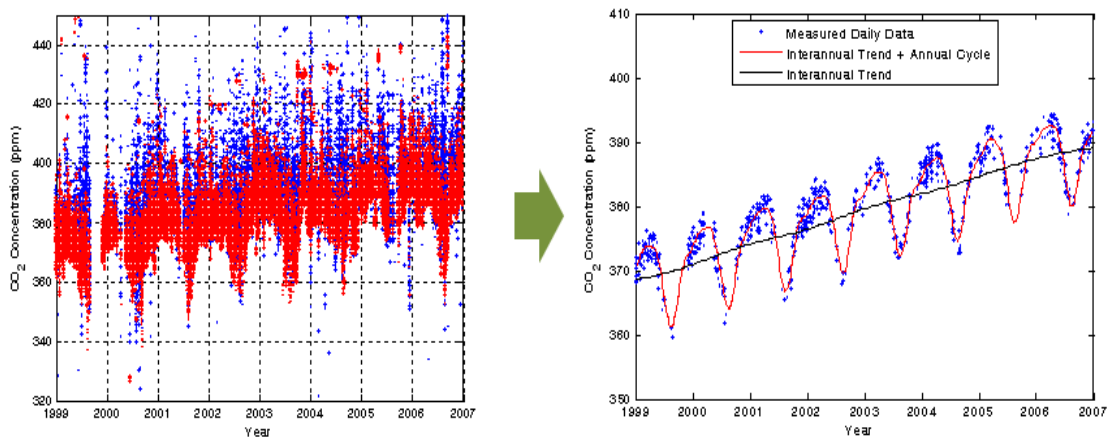 CO2 Concentration (ppm)
450
440
420
400
380
360
340
320
1999 2000 2001 2002 2003 2004 2005 2006 2007
Year
Measured Daily Data
Interannual Trend + Annual Cycle
Interannual Trend
CO2 Concentration (ppm)
410
400
390
380
370
360
350
1999 2000 2001 2002 2003 2004 2005 2006 2007
Year